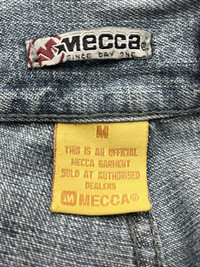 Mecca®
SINCE DAY ONE
M
THIS IS AN OFFICIAL
MECCA GARMENT
SOLD AT AUTHORISED
DEALERS
MECCA®